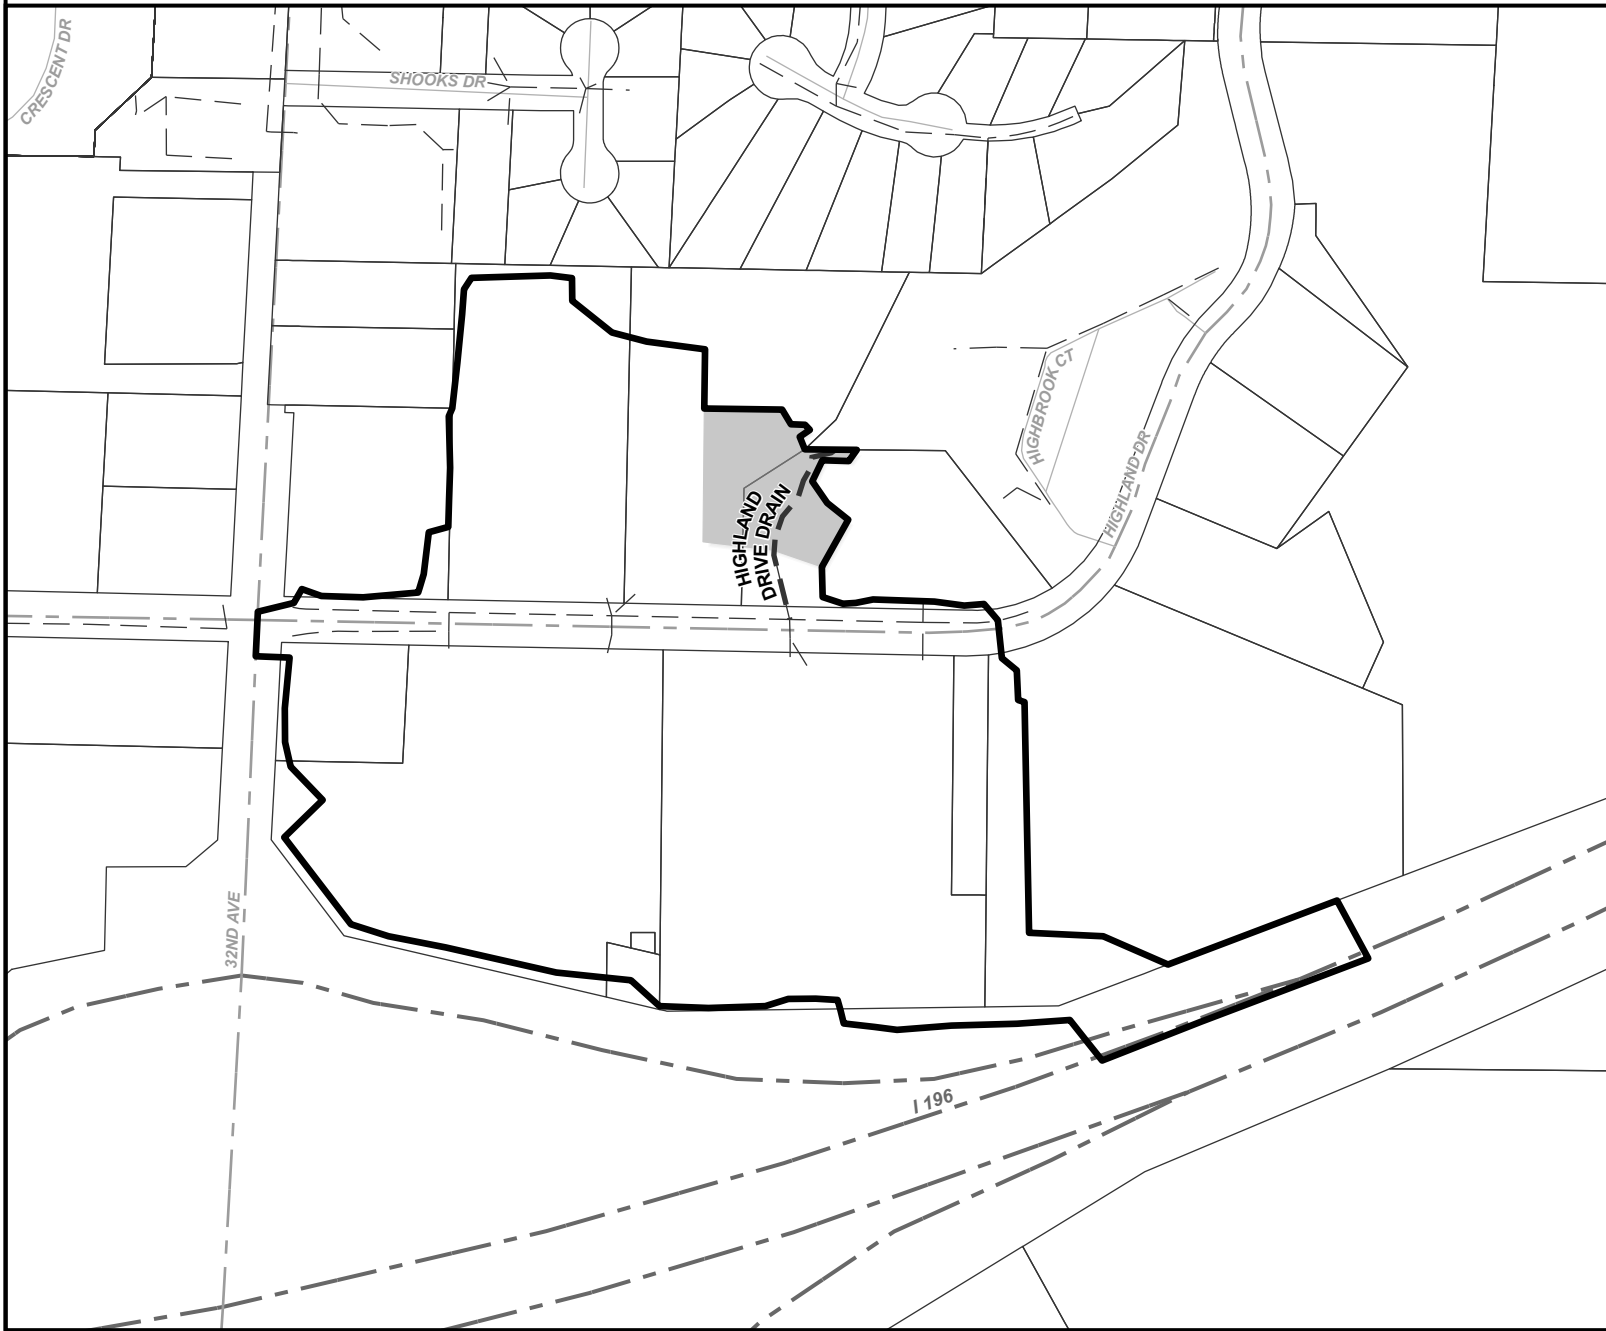 CRESCENT DR
SHOOKS DR
HIGHBROOK CT
HIGHLAND DR
HIGHLAND
DRIVE DRAIN
32ND AVE
I 196